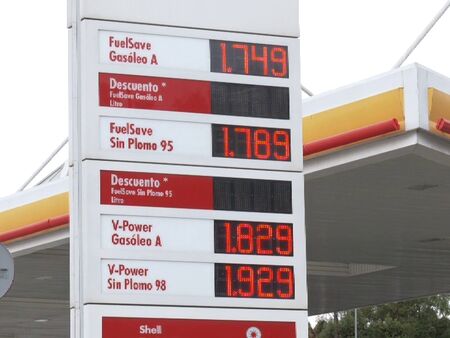 FuelSave
Gasóleo A
1.749
Descuento *
FuelSave Gasóleo A
Litro
FuelSave
Sin Plomo 95
1.789
Descuento *
FuelSave Sin Plomo 95
Litro
V-Power
Gasóleo A
1.829
V-Power
Sin Plomo 98
1.929
Shell